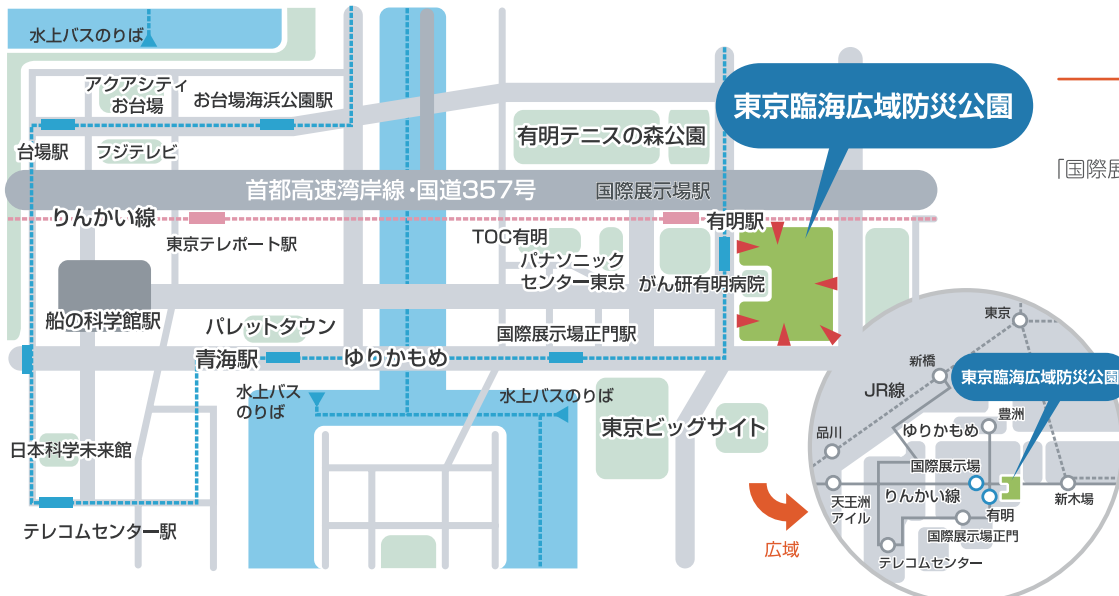 水上バスのりば
アクアシティ
お台場
お台場海浜公園駅
台場駅
フジテレビ
有明テニスの森公園
東京臨海広域防災公園
首都高速湾岸線・国道357号
国際展示場駅
「国際展
りんかい線
有明駅
東京テレポート駅
TOC有明
パナソニック
センター東京
がん研有明病院
船の科学館駅
パレットタウン
国際展示場正門駅
青海駅
ゆりかもめ
水上バス
のりば
水上バスのりば
東京ビッグサイト
日本科学未来館
テレコムセンター駅
広域
東京
新橋
東京臨海広域防災公園
JR線
豊洲
品川
ゆりかもめ
国際展示場
りんかい線
天王洲
アイル
新木場
有明
国際展示場正門
テレコムセンター